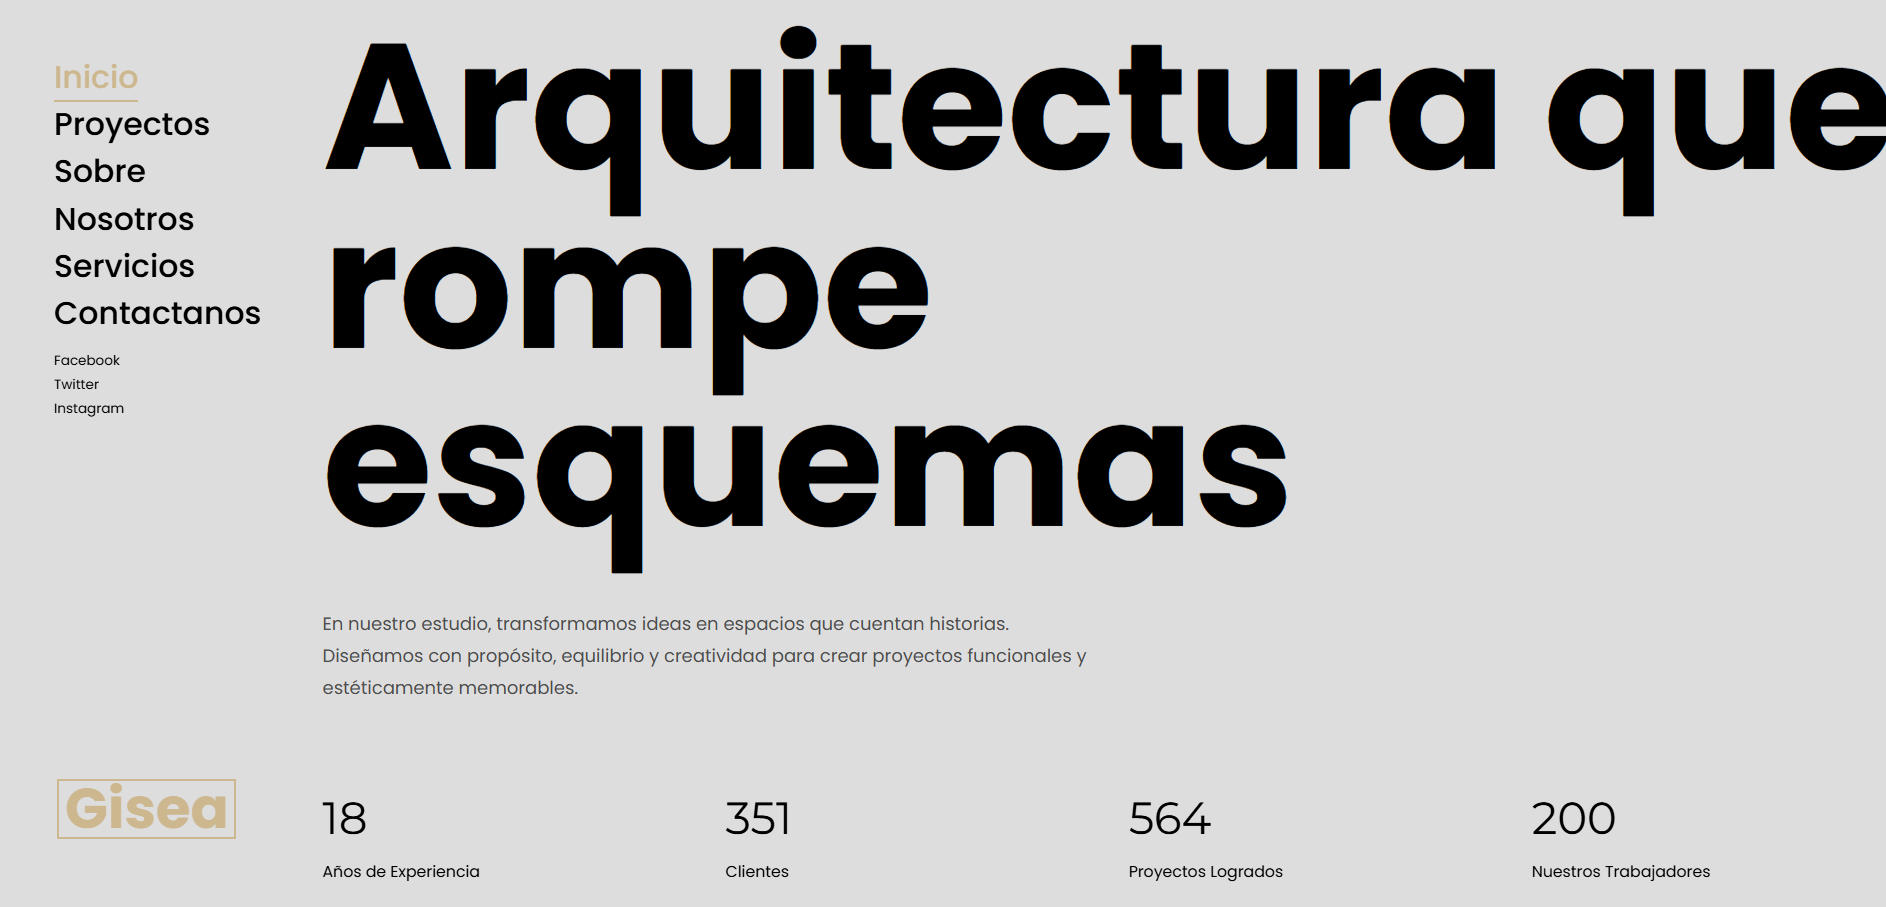 Inicio
Proyectos
Sobre
Nosotros
Servicios
Contactanos
Facebook
Twitter
Instagram
Gisea
Arquitectura que
rompe
esquemas
En nuestro estudio, transformamos ideas en espacios que cuentan historias.
Diseñamos con propósito, equilibrio y creatividad para crear proyectos funcionales y
estéticamente memorables.
18
Años de Experiencia
351
Clientes
564
Proyectos Logrados
200
Nuestros Trabajadores